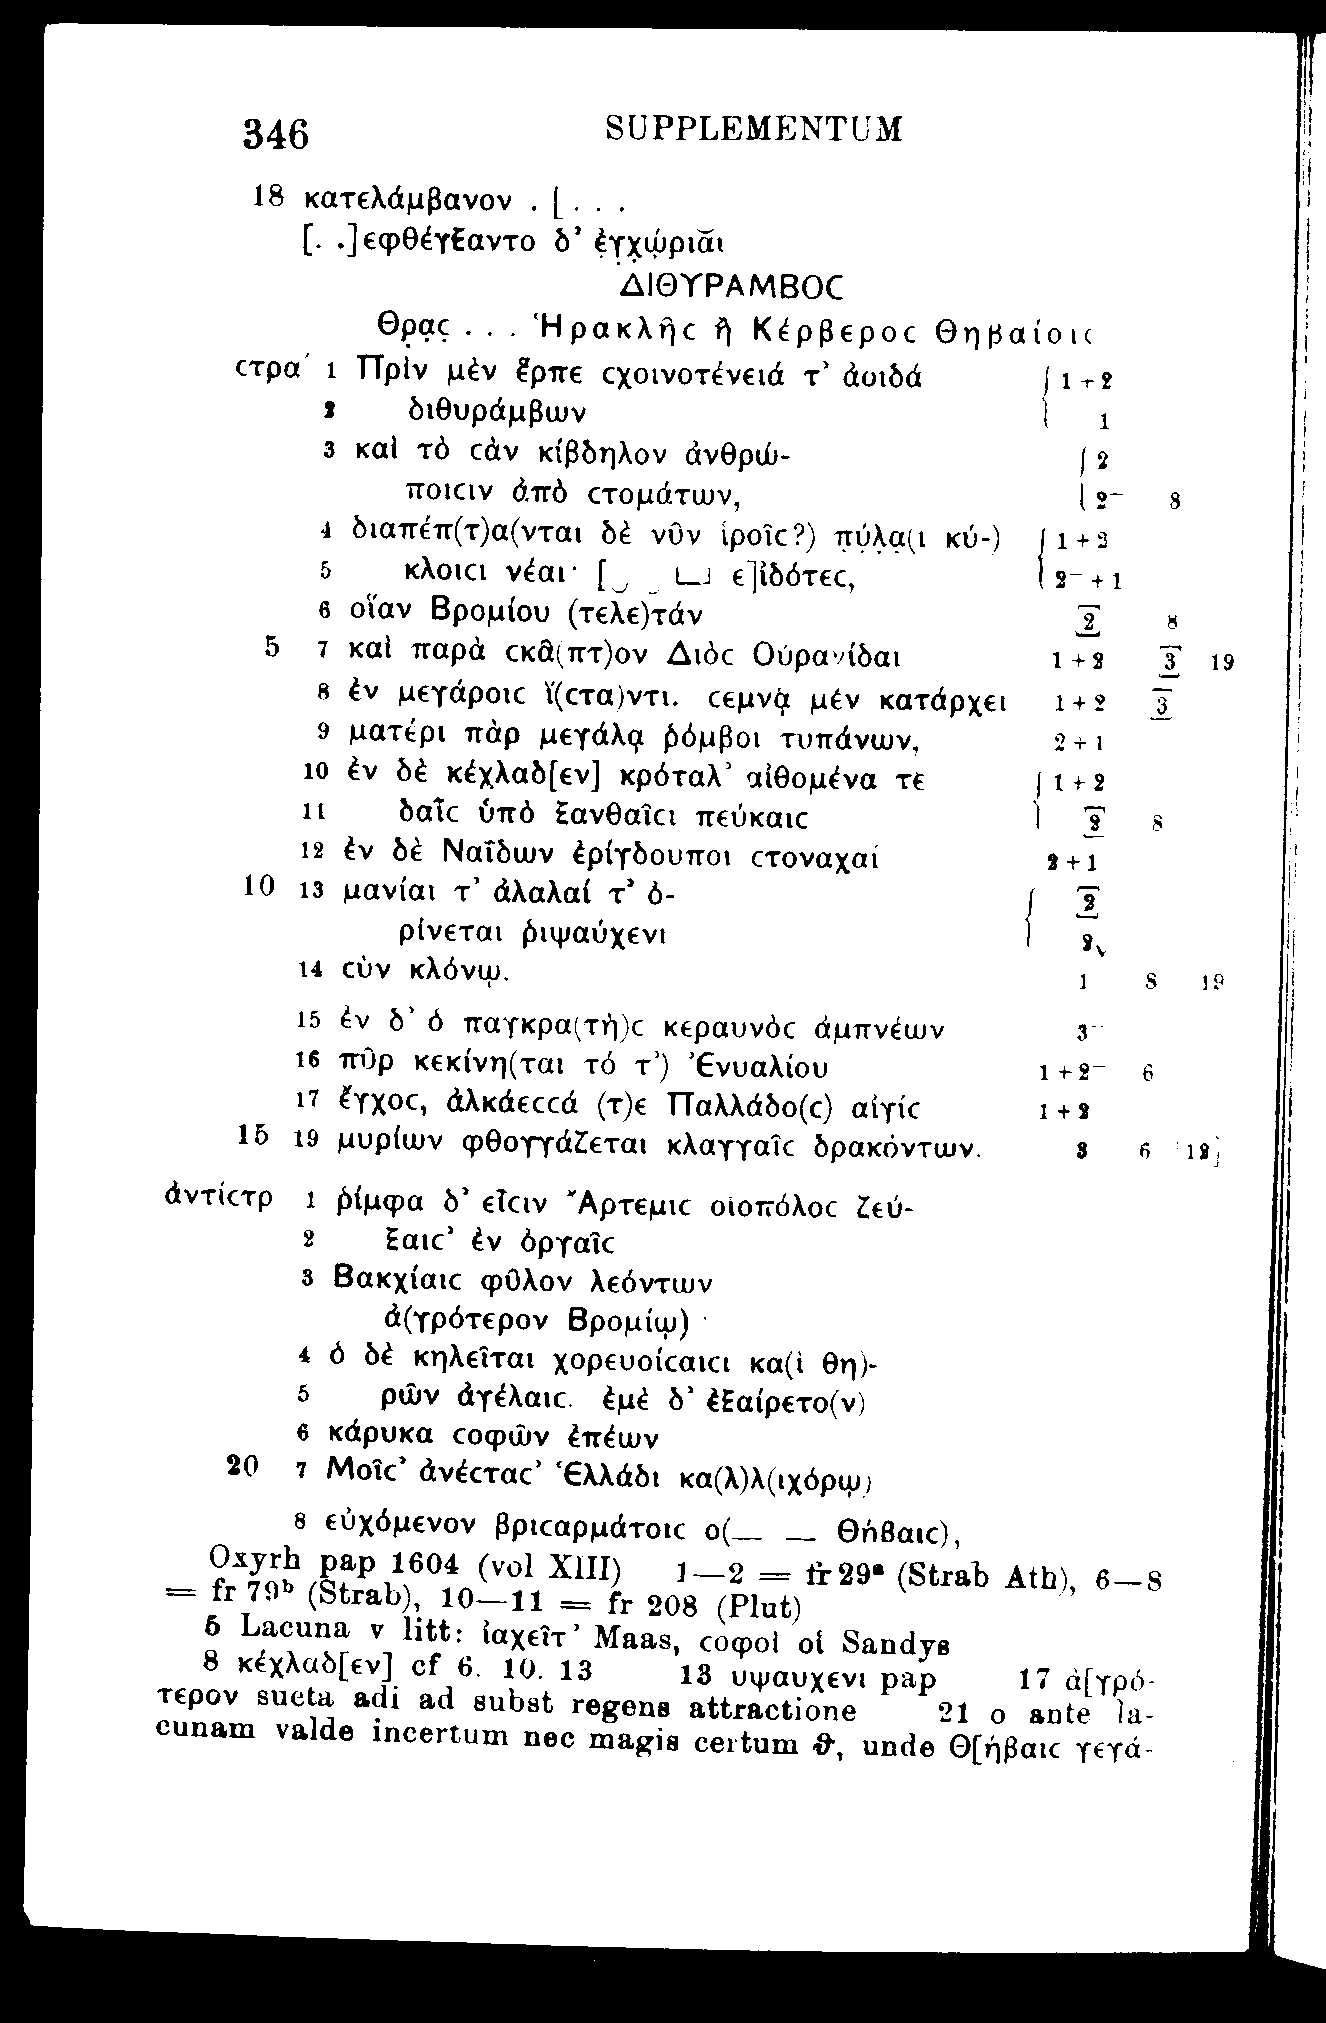 346 SUPPLEMENTUM
18 κατελάμβανον . [ . . .
[. .]εφθέγξαντο δ’ ἐγχώριᾱι
ΔΙΘΥΡΑΜΒΟϹ
Θρᾳϲ . . . Ἡρακλῆϲ ἢ Κέρβεροϲ Θηβαίοιϲ
ϲτρα΄ 1 Πρὶν μὲν ἕρπε ϲχοινοτένειά τ’ ἀοιδά { 1 + 2
2 διθυράμβων 1
3 καὶ τὸ ϲὰν κίβδηλον ἀνθρώ- { 2
ποιϲιν ἀπὸ ϲτομάτων, 2– 8
4 διαπέπ(τ)α(νται δὲ νῦν ἱροῖϲ?) πύλα(ι κύ-) { 1 + 2
5 κλοιϲι νέαι· [ ⏑ _ ⌴ ε]ἰδότεϲ, 2– + 1
6 οἵαν Βρομίου (τελε)τάν 2 8
5 7 καὶ παρὰ ϲκᾶ(πτ)ον Διὸϲ Οὐρανίδαι 1 + 2 3 19
8 ἐν μεγάροιϲ ἵ(ϲτα)ντι. ϲεμνᾷ μὲν κατάρχει 1 + 2 3
9 ματέρι πὰρ μεγάλᾳ ῥόμβοι τυπάνων, 2 + 1
10 ἐν δὲ κέχλαδ[εν] κρόταλ’ αἰθομένα τε { 1 + 2
11 δαῒϲ ὑπὸ ξανθαῖϲι πεύκαιϲ 2 8
12 ἐν δὲ Ναΐδων ἐρίγδουποι ϲτοναχαί 2 + 1
10 13 μανίαι τ’ ἀλαλαί τ’ ὀ- { 2
ρίνεται ῥιψαύχενι 2
14 ϲὺν κλόνῳ. 1 8 19
15 ἐν δ’ ὁ παγκρα(τὴ)ϲ κεραυνὸϲ ἀμπνέων 3–
16 πῦρ κεκίνη(ται τό τ’) Ἐνυαλίου 1 + 2– 6
17 ἔγχοϲ, ἀλκάεϲϲά (τ)ε Παλλάδο(ϲ) αἰγίϲ 1 + 2
15 19 μυρίων φθογγάζεται κλαγγαῖϲ δρακόντων. 3 6 12
ἀντίϲτρ 1 ῥίμφα δ’ εἶϲιν Ἄρτεμιϲ οἰοπόλοϲ ζεύ-
2 ξαιϲ’ ἐν ὀργαῖϲ
3 Βακχίαιϲ φῦλον λεόντων
ἀ(γρότερον Βρομίῳ) ·
4 ὁ δὲ κηλεῖται χορευοίϲαιϲι κα(ὶ θη)-
5 ρῶν ἀγέλαιϲ. ἐμὲ δ’ ἐξαίρετο(ν)
6 κάρυκα ϲοφῶν ἐπέων
20 7 Μοῖϲ’ ἀνέϲταϲ’ Ἑλλάδι κα(λ)λ(ιχόρῳ)
8 εὐχόμενον βριϲαρμάτοιϲ ο(— — Θήβαιϲ),
Oxyrh pap 1604 (vol XIII) 1—2 = fr 29ᵃ (Strab Ath), 6—8
= fr 79ᵇ (Strab), 10—11 = fr 208 (Plut)
5 Lacuna v litt: ἰαχεῖτ’ Maas, ϲοφοὶ οἱ Sandys
8 κέχλαδ[εν] cf 6. 10. 13 13 υψαυχενι pap 17 ἀ[γρό-
τερον sueta adi ad subst regens attractione 21 ο ante la-
cunam valde incertum nec magis certum ϑ, unde Θ[ήβαιϲ γεγά-